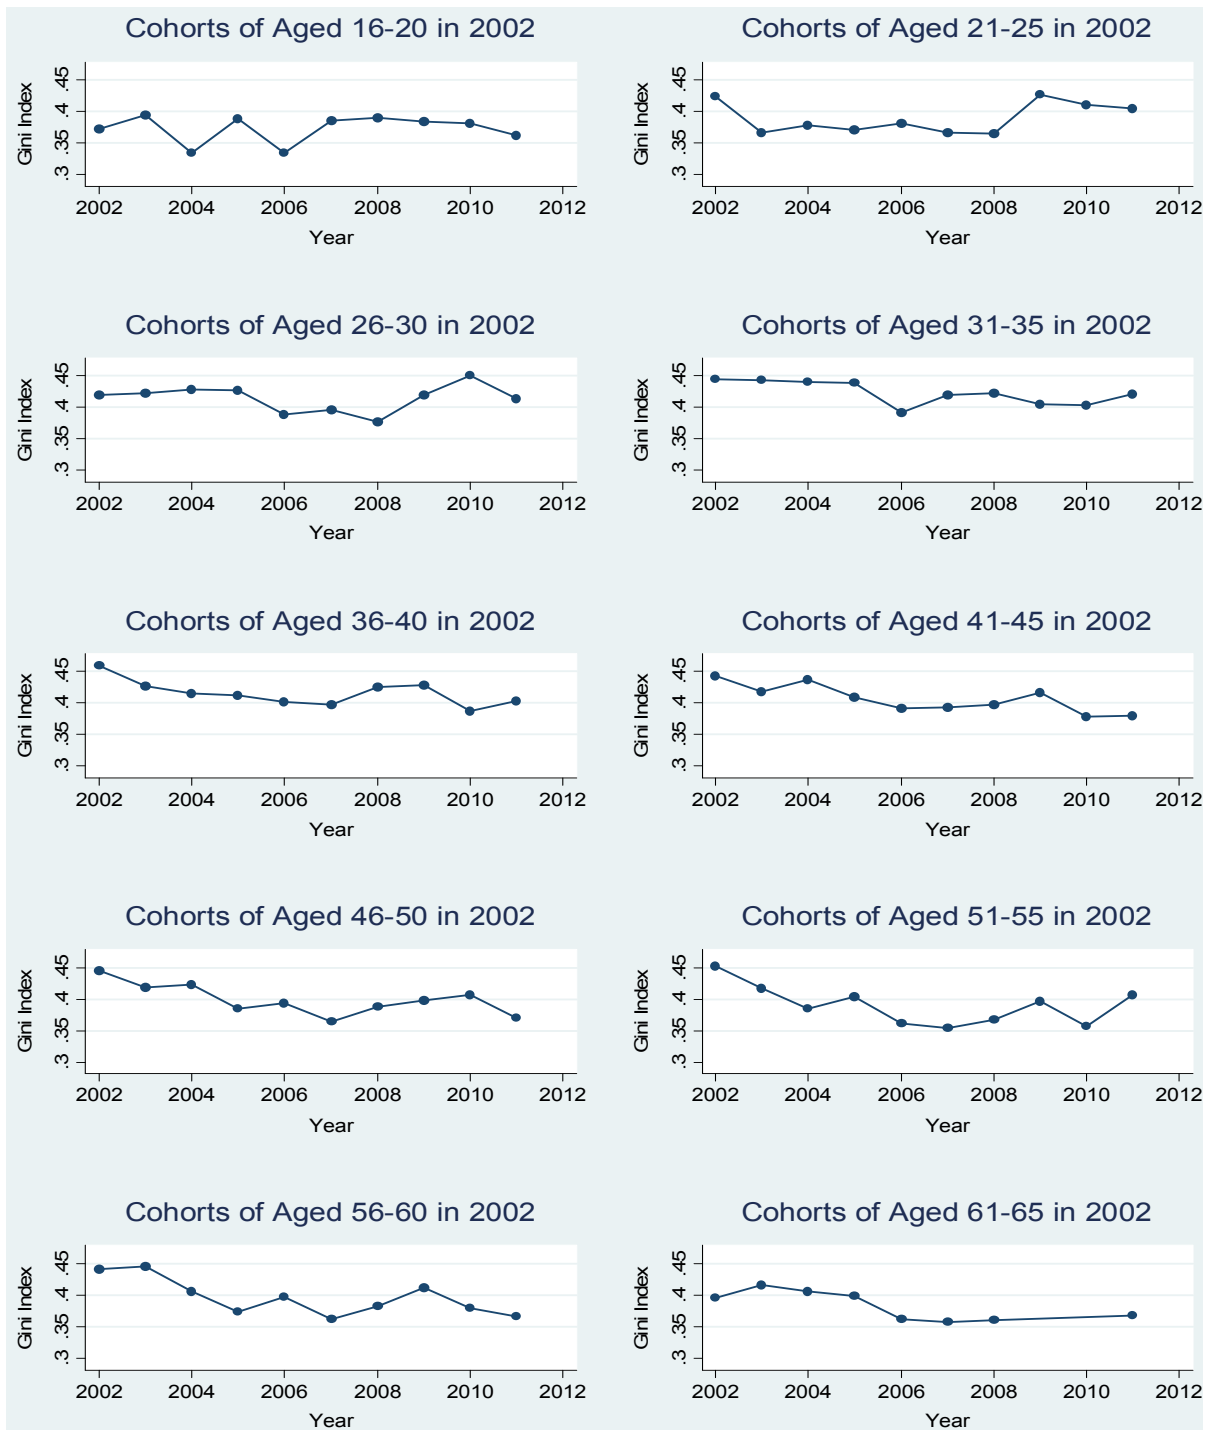 Cohorts of Aged 16-20 in 2002
Gini Index
.45
.4
.35
.3
2002 2004 2006 2008 2010 2012
Year
Cohorts of Aged 21-25 in 2002
Gini Index
.45
.4
.35
.3
2002 2004 2006 2008 2010 2012
Year
Cohorts of Aged 26-30 in 2002
Gini Index
.45
.4
.35
.3
2002 2004 2006 2008 2010 2012
Year
Cohorts of Aged 31-35 in 2002
Gini Index
.45
.4
.35
.3
2002 2004 2006 2008 2010 2012
Year
Cohorts of Aged 36-40 in 2002
Gini Index
.45
.4
.35
.3
2002 2004 2006 2008 2010 2012
Year
Cohorts of Aged 41-45 in 2002
Gini Index
.45
.4
.35
.3
2002 2004 2006 2008 2010 2012
Year
Cohorts of Aged 46-50 in 2002
Gini Index
.45
.4
.35
.3
2002 2004 2006 2008 2010 2012
Year
Cohorts of Aged 51-55 in 2002
Gini Index
.45
.4
.35
.3
2002 2004 2006 2008 2010 2012
Year
Cohorts of Aged 56-60 in 2002
Gini Index
.45
.4
.35
.3
2002 2004 2006 2008 2010 2012
Year
Cohorts of Aged 61-65 in 2002
Gini Index
.45
.4
.35
.3
2002 2004 2006 2008 2010 2012
Year